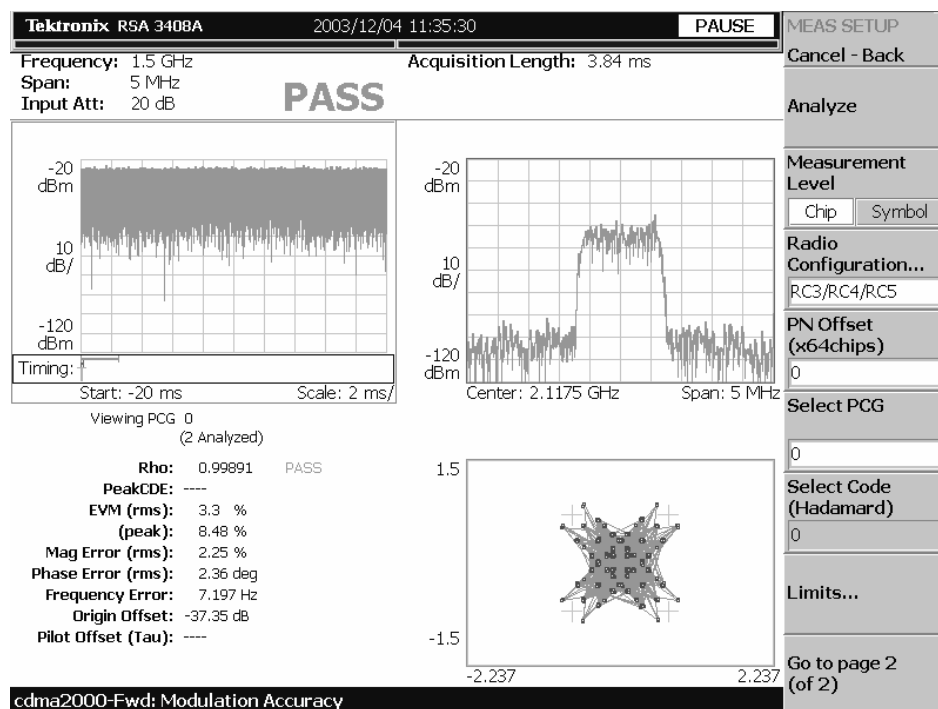 Tektronix RSA 3408A 2003/12/04 11:35:30 PAUSE
Frequency: 1.5 GHz Acquisition Length: 3.84 ms
Span: 5 MHz
Input Att: 20 dB
PASS
-20
dBm
10
dB/
-120
dBm
Timing:
Start: -20 ms Scale: 2 ms/
-20
dBm
10
dB/
-120
dBm
Center: 2.1175 GHz Span: 5 MHz
Viewing PCG 0
(2 Analyzed)
Rho: 0.99891 PASS
PeakCDE: ----
EVM (rms): 3.3 %
(peak): 8.48 %
Mag Error (rms): 2.25 %
Phase Error (rms): 2.36 deg
Frequency Error: 7.197 Hz
Origin Offset: -37.35 dB
Pilot Offset (Tau): ----
1.5
-1.5
-2.237 2.237
cdma2000-Fwd: Modulation Accuracy
MEAS SETUP
Cancel - Back
Analyze
Measurement
Level
Chip Symbol
Radio
Configuration...
RC3/RC4/RC5
PN Offset
(x64chips)
0
Select PCG
0
Select Code
(Hadamard)
0
Limits...
Go to page 2
(of 2)